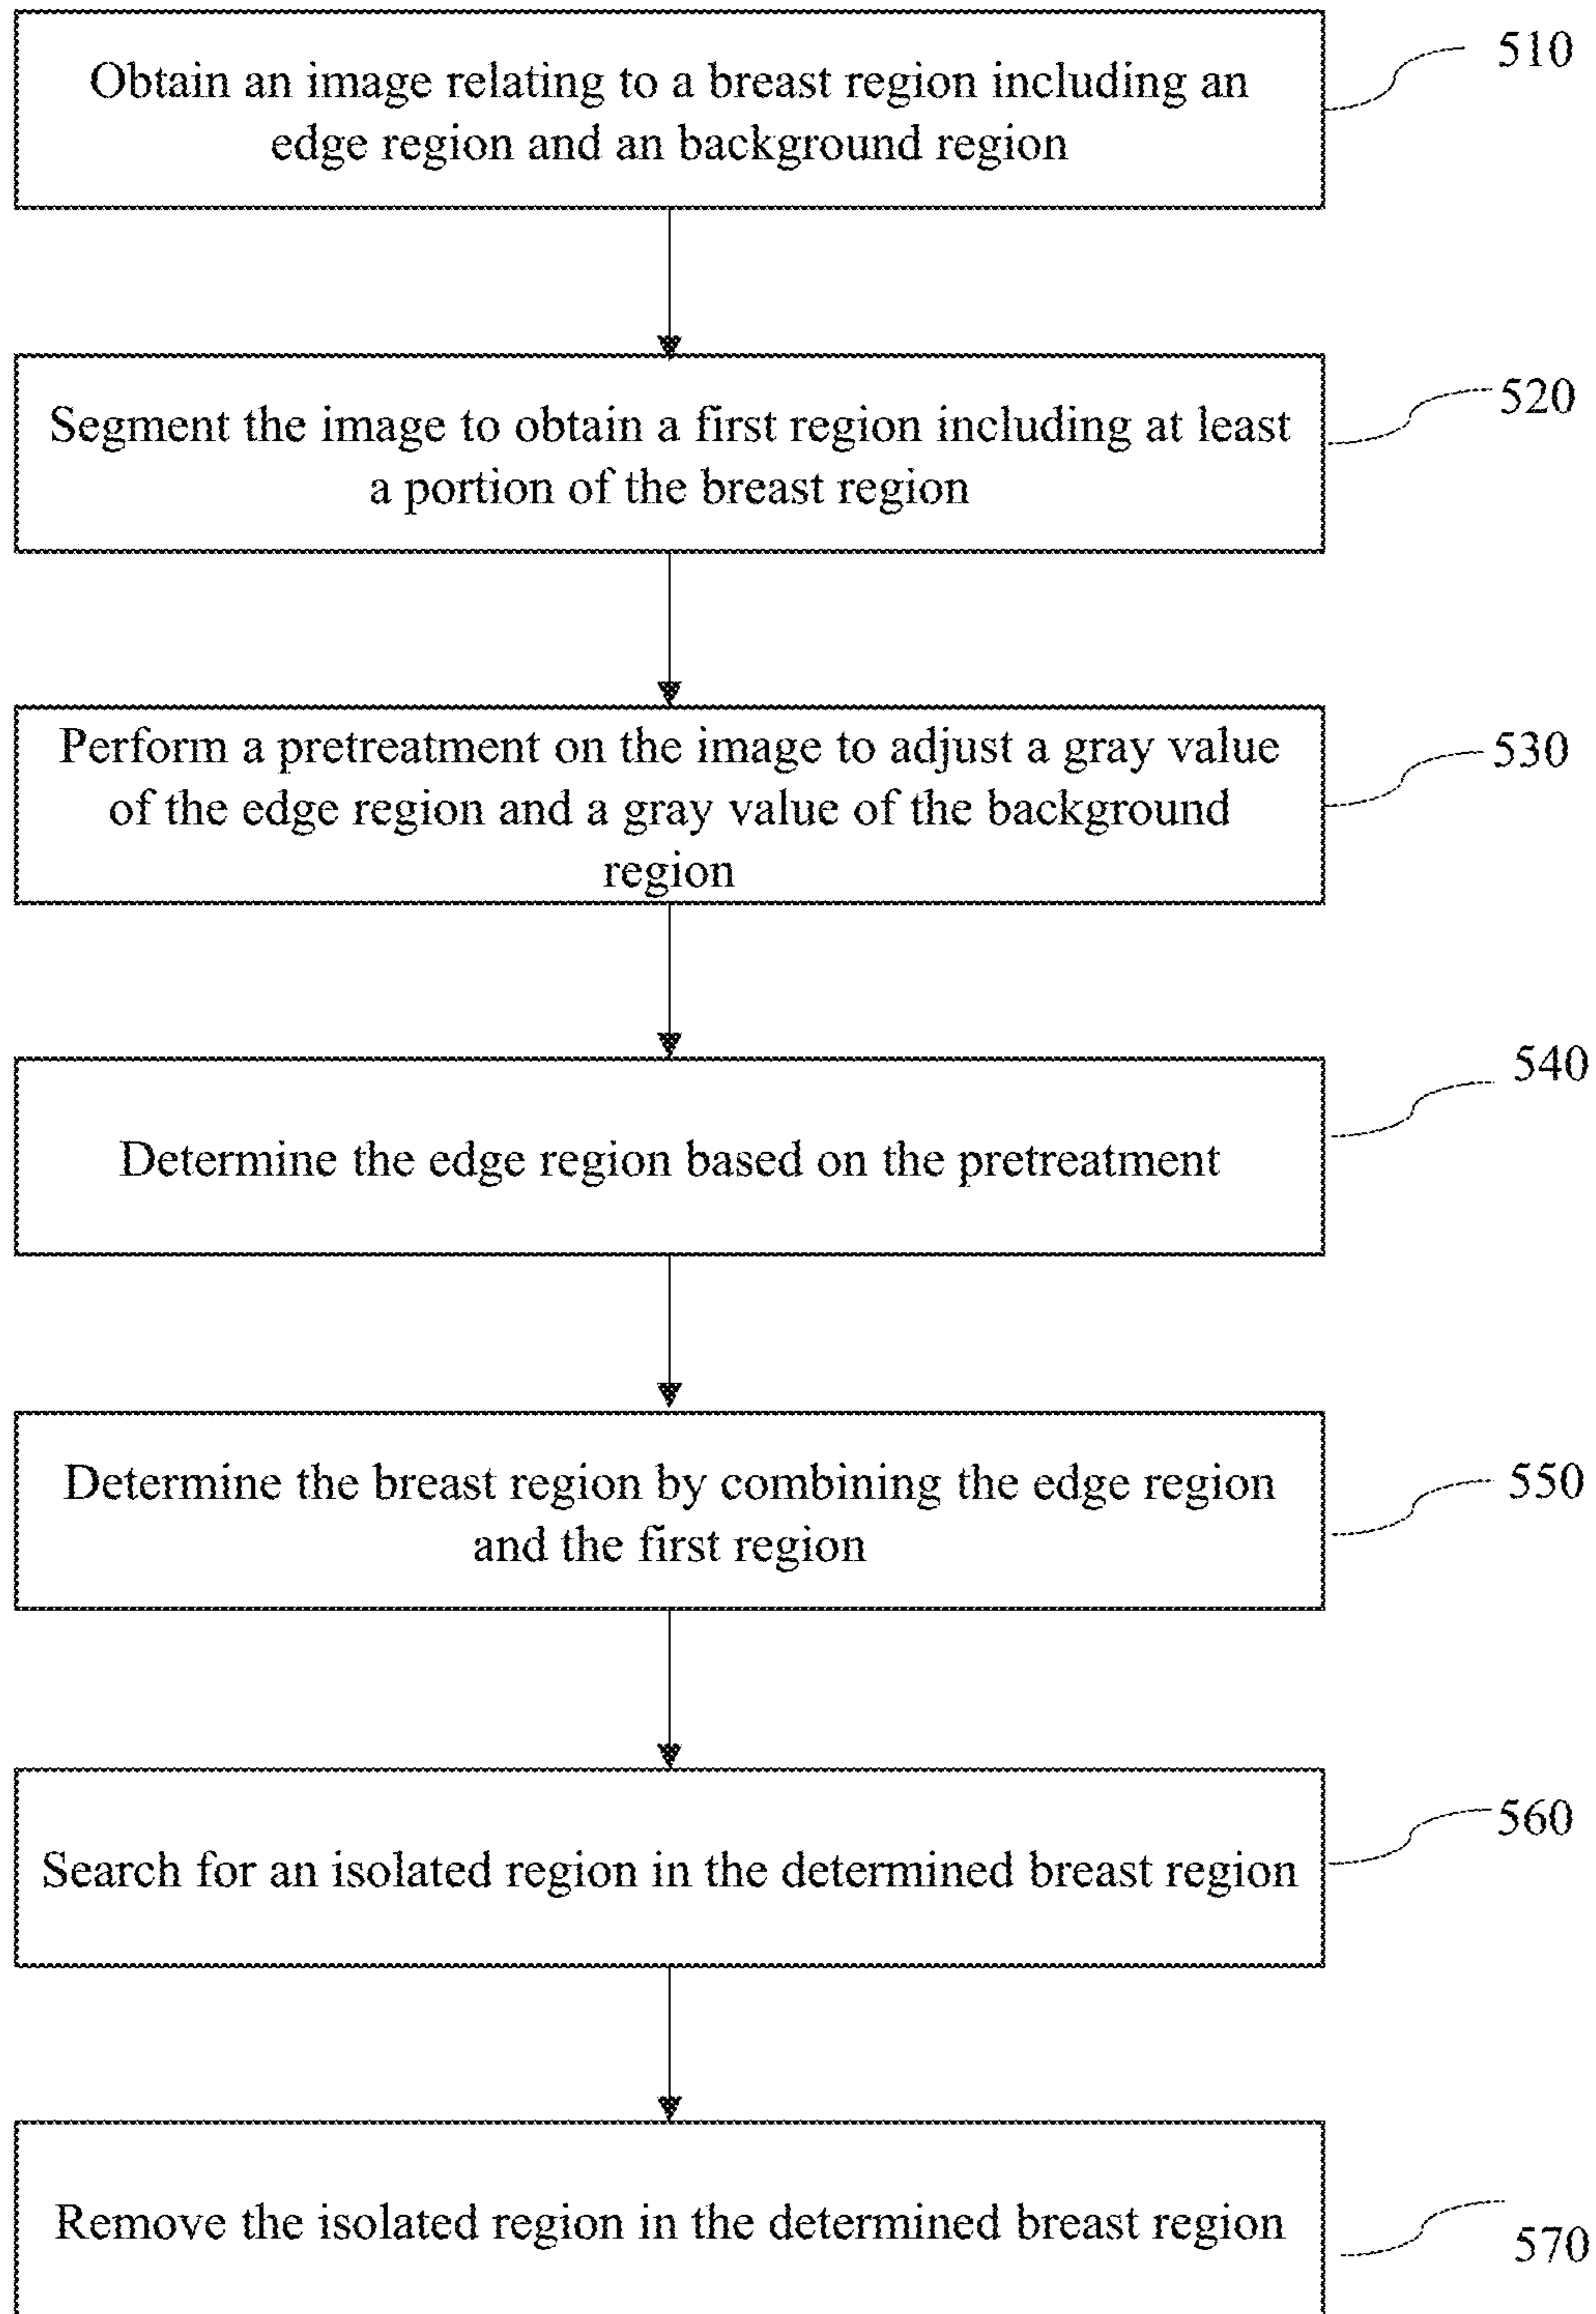 Obtain an image relating to a breast region including an
edge region and an background region
510
Segment the image to obtain a first region including at least
a portion of the breast region
520
Perform a pretreatment on the image to adjust a gray value
of the edge region and a gray value of the background
region
530
Determine the edge region based on the pretreatment
540
Determine the breast region by combining the edge region
and the first region
550
Search for an isolated region in the determined breast region
560
Remove the isolated region in the determined breast region
570